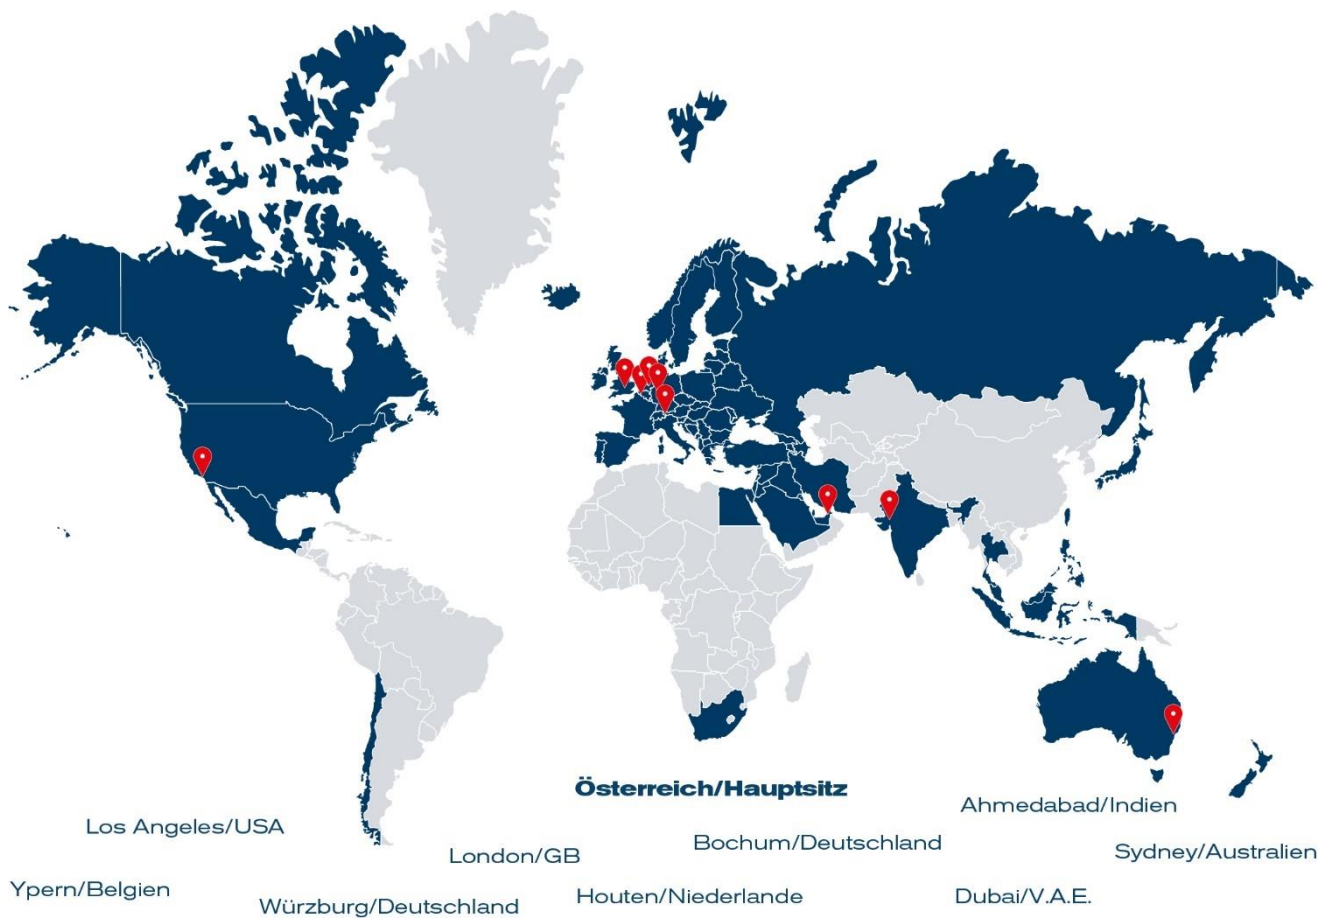 Österreich/Hauptsitz
Ahmedabad/Indien
Los Angeles/USA
Bochum/Deutschland
London/GB
Sydney/Australien
Ypern/Belgien
Houten/Niederlande
Dubai/V.A.E.
Würzburg/Deutschland